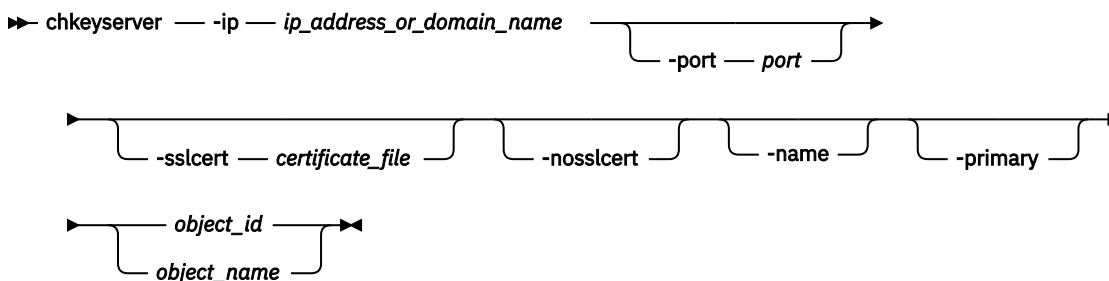 chkeyserver -ip ip_address_or_domain_name
-port port
-sslcert certificate_file -nosslcert -name -primary
object_id
object_name